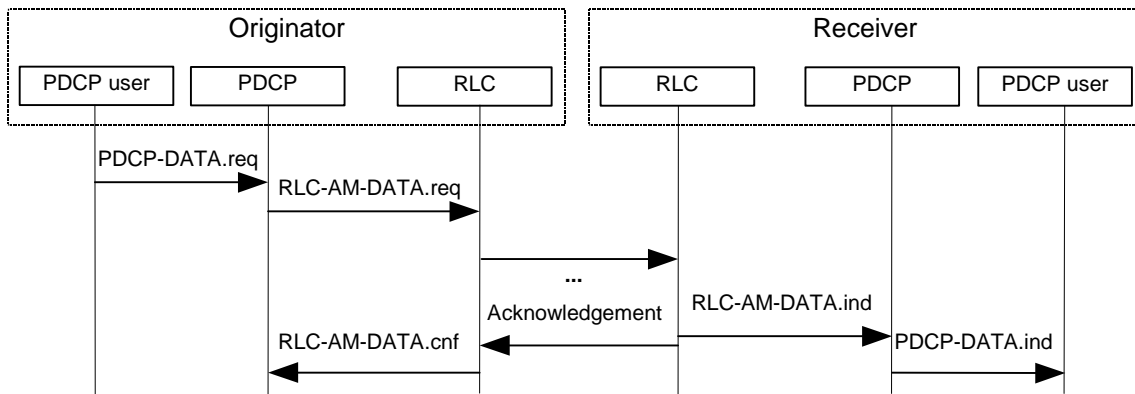 Originator
Receiver
PDCP user
PDCP
RLC
RLC
PDCP
PDCP user
PDCP-DATA.req
RLC-AM-DATA.req
...
Acknowledgement
RLC-AM-DATA.ind
RLC-AM-DATA.cnf
PDCP-DATA.ind